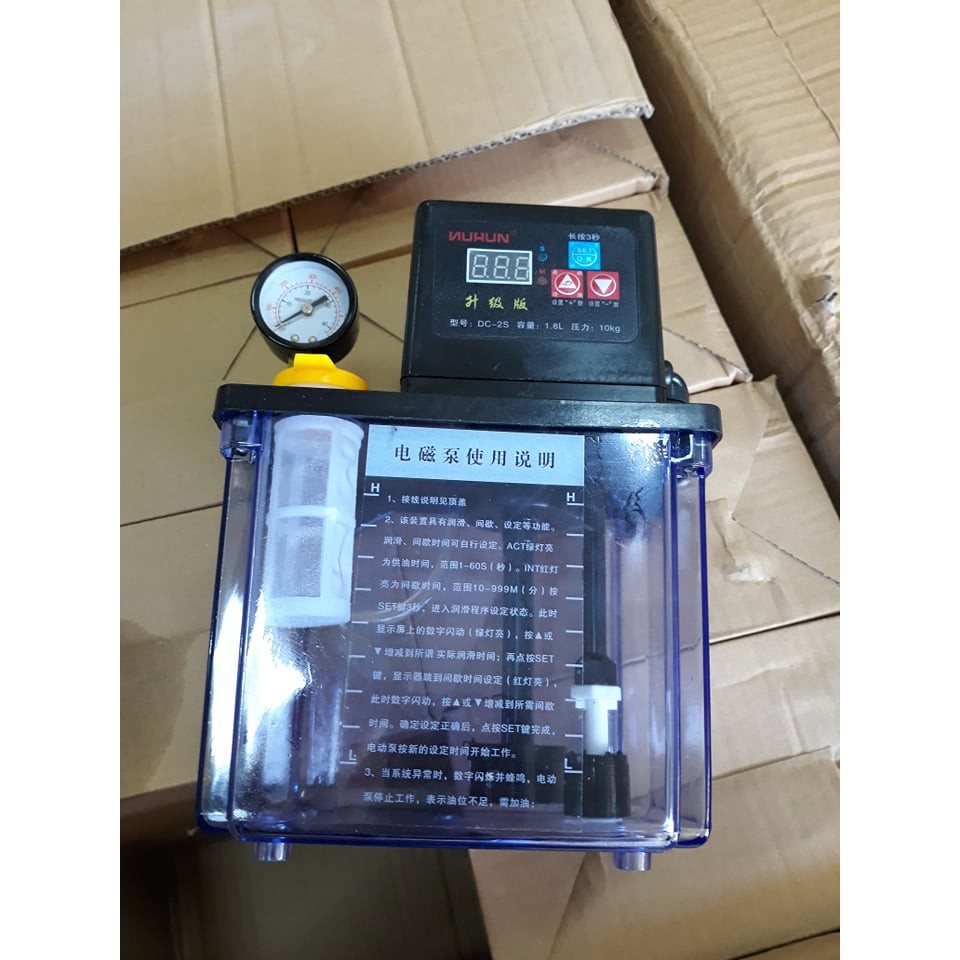 NUHUN
长按3秒
SET
O.K
S
M
8.8.8
升级版
设置"+"数 设置"-"数
型号：DC-2S 容量：1.8L 压力：10kg
电磁泵使用说明
H H
1、接线说明见顶盖
2、该装置具有润滑、间歇、设定等功能。
润滑、间歇时间可自行设定。ACT绿灯亮
为供油时间，范围1-60S（秒）。INT红灯
亮为间歇时间，范围10-999M（分）按
SET键3秒，进入润滑程序设定状态。此时
显示屏上的数字闪动（绿灯亮），按▲或
▼增减到所谓 实际润滑时间；再点按SET
键，显示器跳到间歇时间设定（红灯亮），
此时数字闪动，按▲或▼增减到所需间歇
时间。确定设定正确后，点按SET键完成，
电动泵按新的设定时间开始工作。
L L
3、当系统异常时，数字闪烁并蜂鸣，电动
泵停止工作，表示油位不足，需加油；